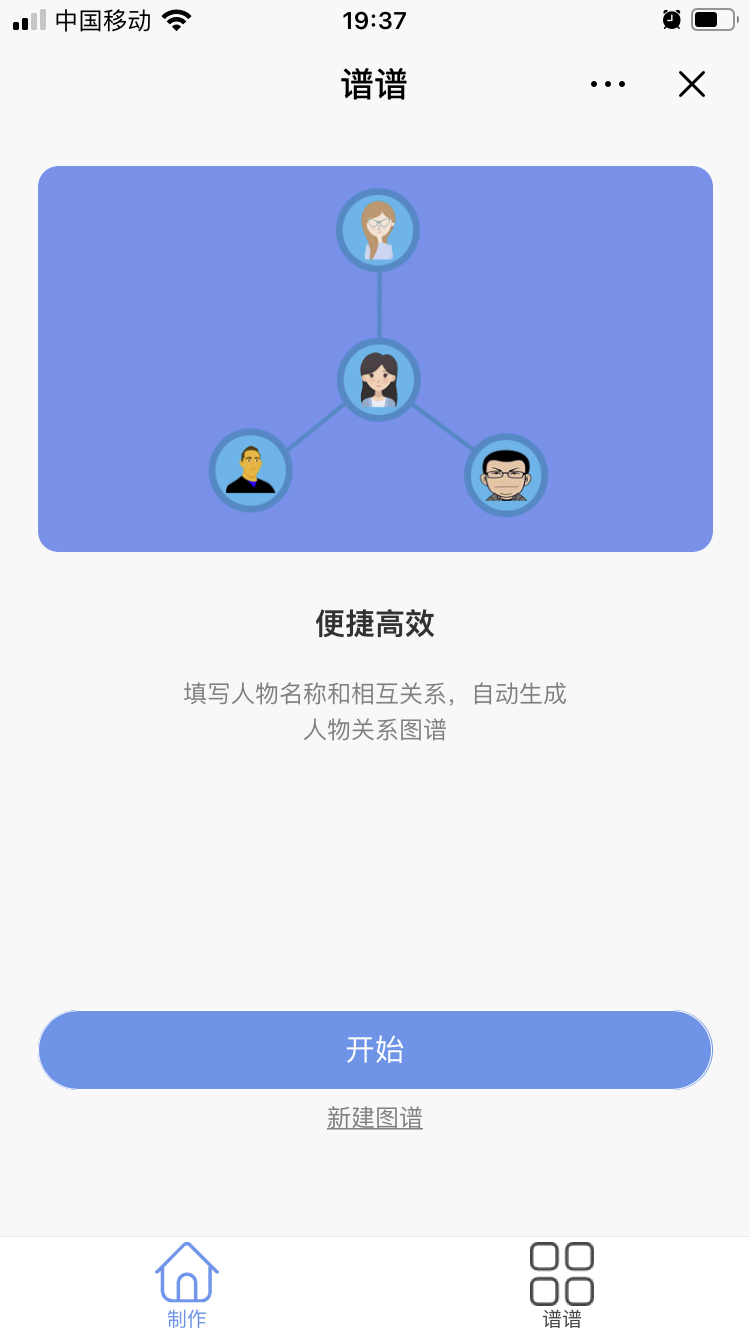 中国移动
19:37
谱谱
便捷高效
填写人物名称和相互关系，自动生成
人物关系图谱
开始
新建图谱
制作
谱谱